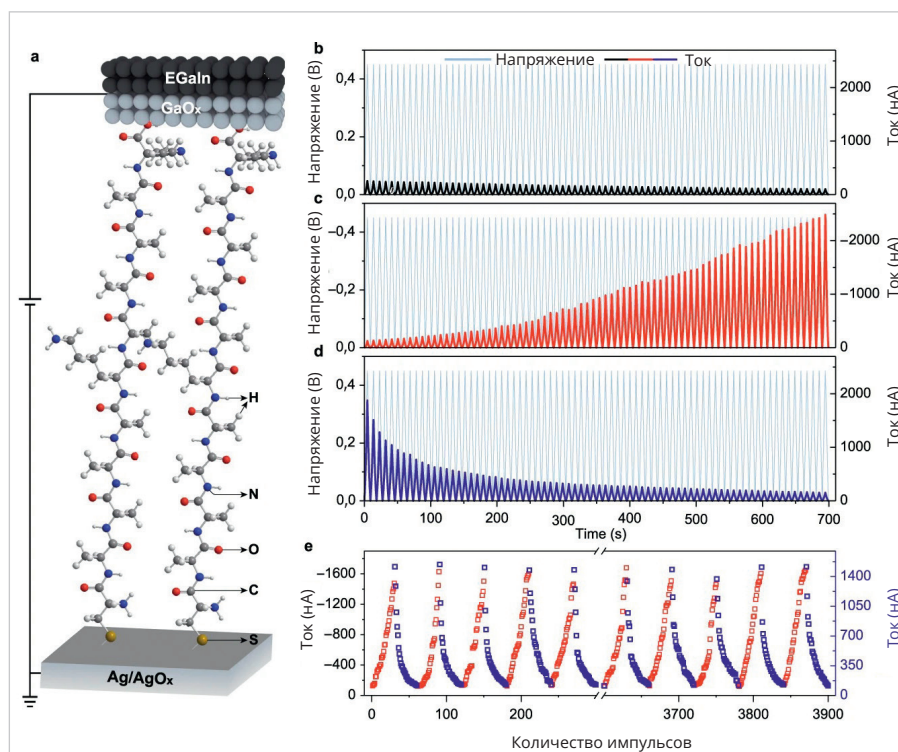 a
EGaIn
GaOx
H
N
O
C
S
Ag/AgOx
b
Напряжение
Ток
Напряжение (В)
0,4
0,2
0,0
2000
1000
0
Ток (нА)
c
Напряжение (В)
–0,4
–0,2
0,0
–2000
–1000
0
Ток (нА)
d
Напряжение (В)
0,4
0,2
0,0
2000
1000
0
Ток (нА)
0 100 200 300 400 500 600 700
Time (s)
e
Ток (нА)
–1600
–1200
–800
–400
0
1400
1050
700
350
0
Ток (нА)
0 100 200 3700 3800 3900
Количество импульсов